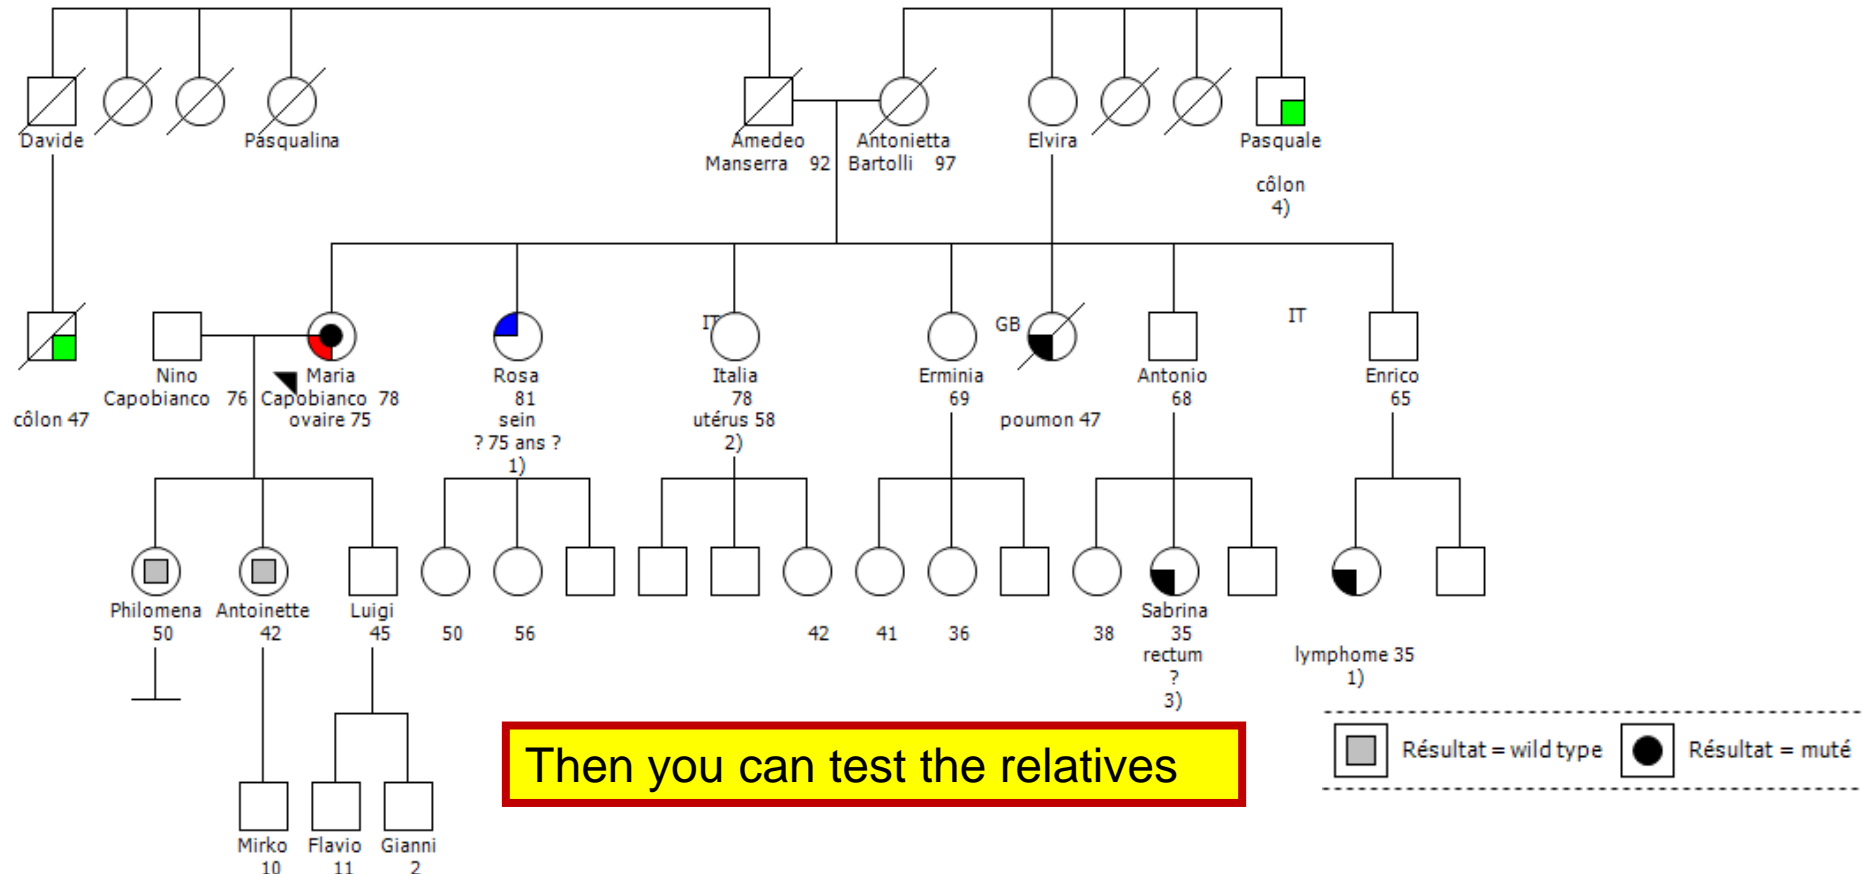 Davide
Pasqualina
Amedeo
Manserra 92
Antonietta
Bartolli 97
Elvira
Pasquale
côlon
4)
côlon 47
Nino
Capobianco 76
Maria
Capobianco 78
ovaire 75
Rosa
81
sein
? 75 ans ?
1)
IT
Italia
78
utérus 58
2)
Erminia
69
GB
poumon 47
Antonio
68
IT
Enrico
65
Philomena
50
Antoinette
42
Luigi
45
50
56
42
41
36
38
Sabrina
35
rectum
?
3)
lymphome 35
1)
Mirko
10
Flavio
11
Gianni
2
Then you can test the relatives
Résultat = wild type
Résultat = muté